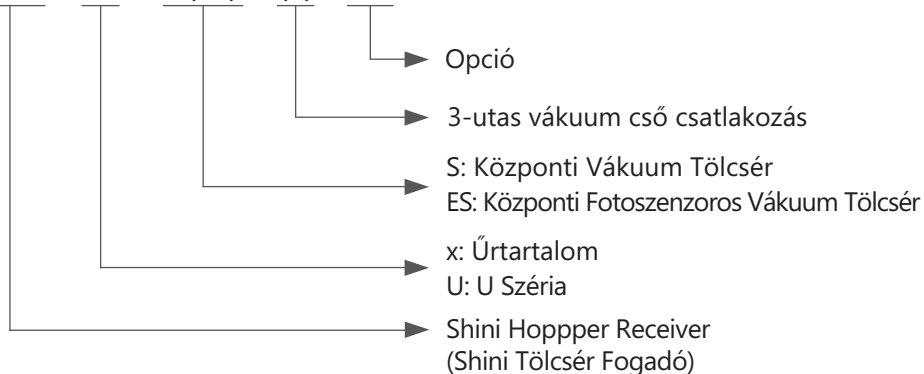 Opció
3-utas vákuum cső csatlakozás
S: Központi Vákuum Tölcsér
ES: Központi Fotoszenzoros Vákuum Tölcsér
x: Űrtartalom
U: U Széria
Shini Hoppper Receiver
(Shini Tölcsér Fogadó)